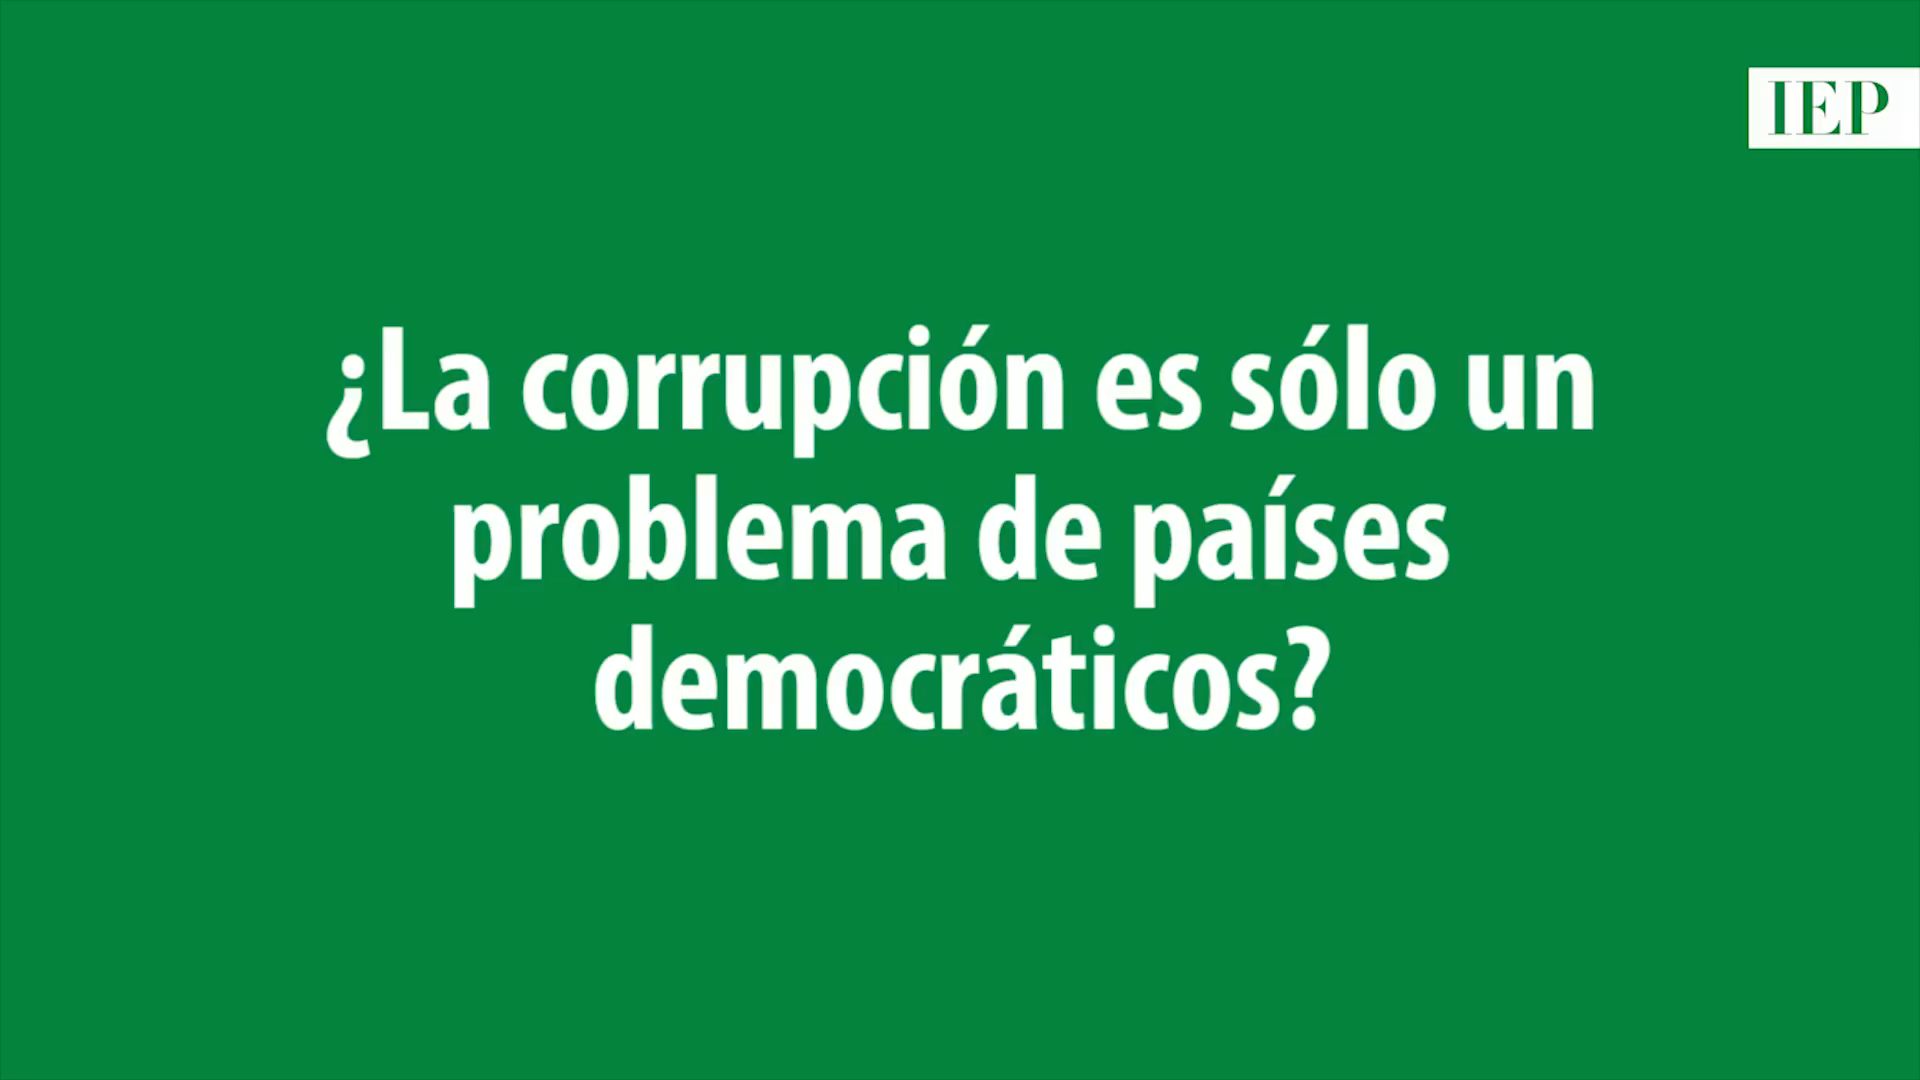 IEP
¿La corrupción es sólo un
problema de países
democráticos?